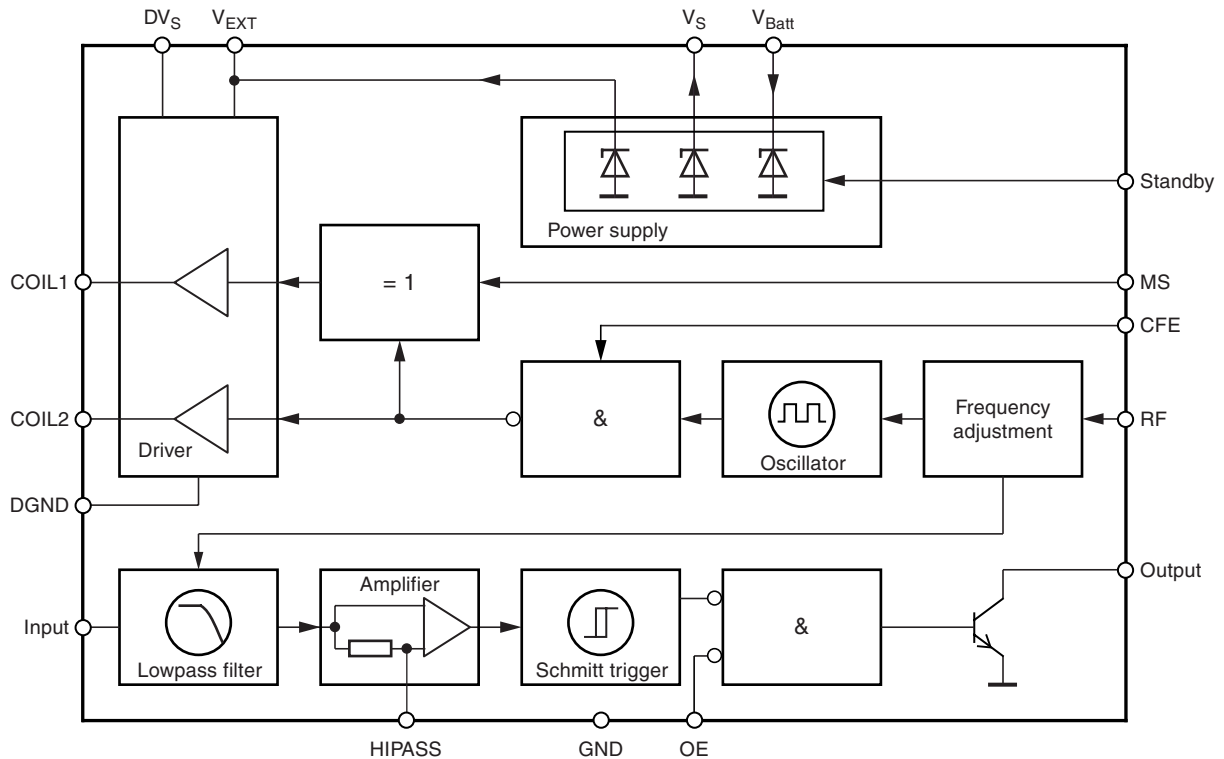 DVS VEXT VS VBatt
Standby
Power supply
COIL1
= 1
MS
CFE
COIL2
Driver
&
Oscillator
Frequency
adjustment
RF
DGND
Input
Lowpass filter
Amplifier
Schmitt trigger
&
Output
HIPASS GND OE